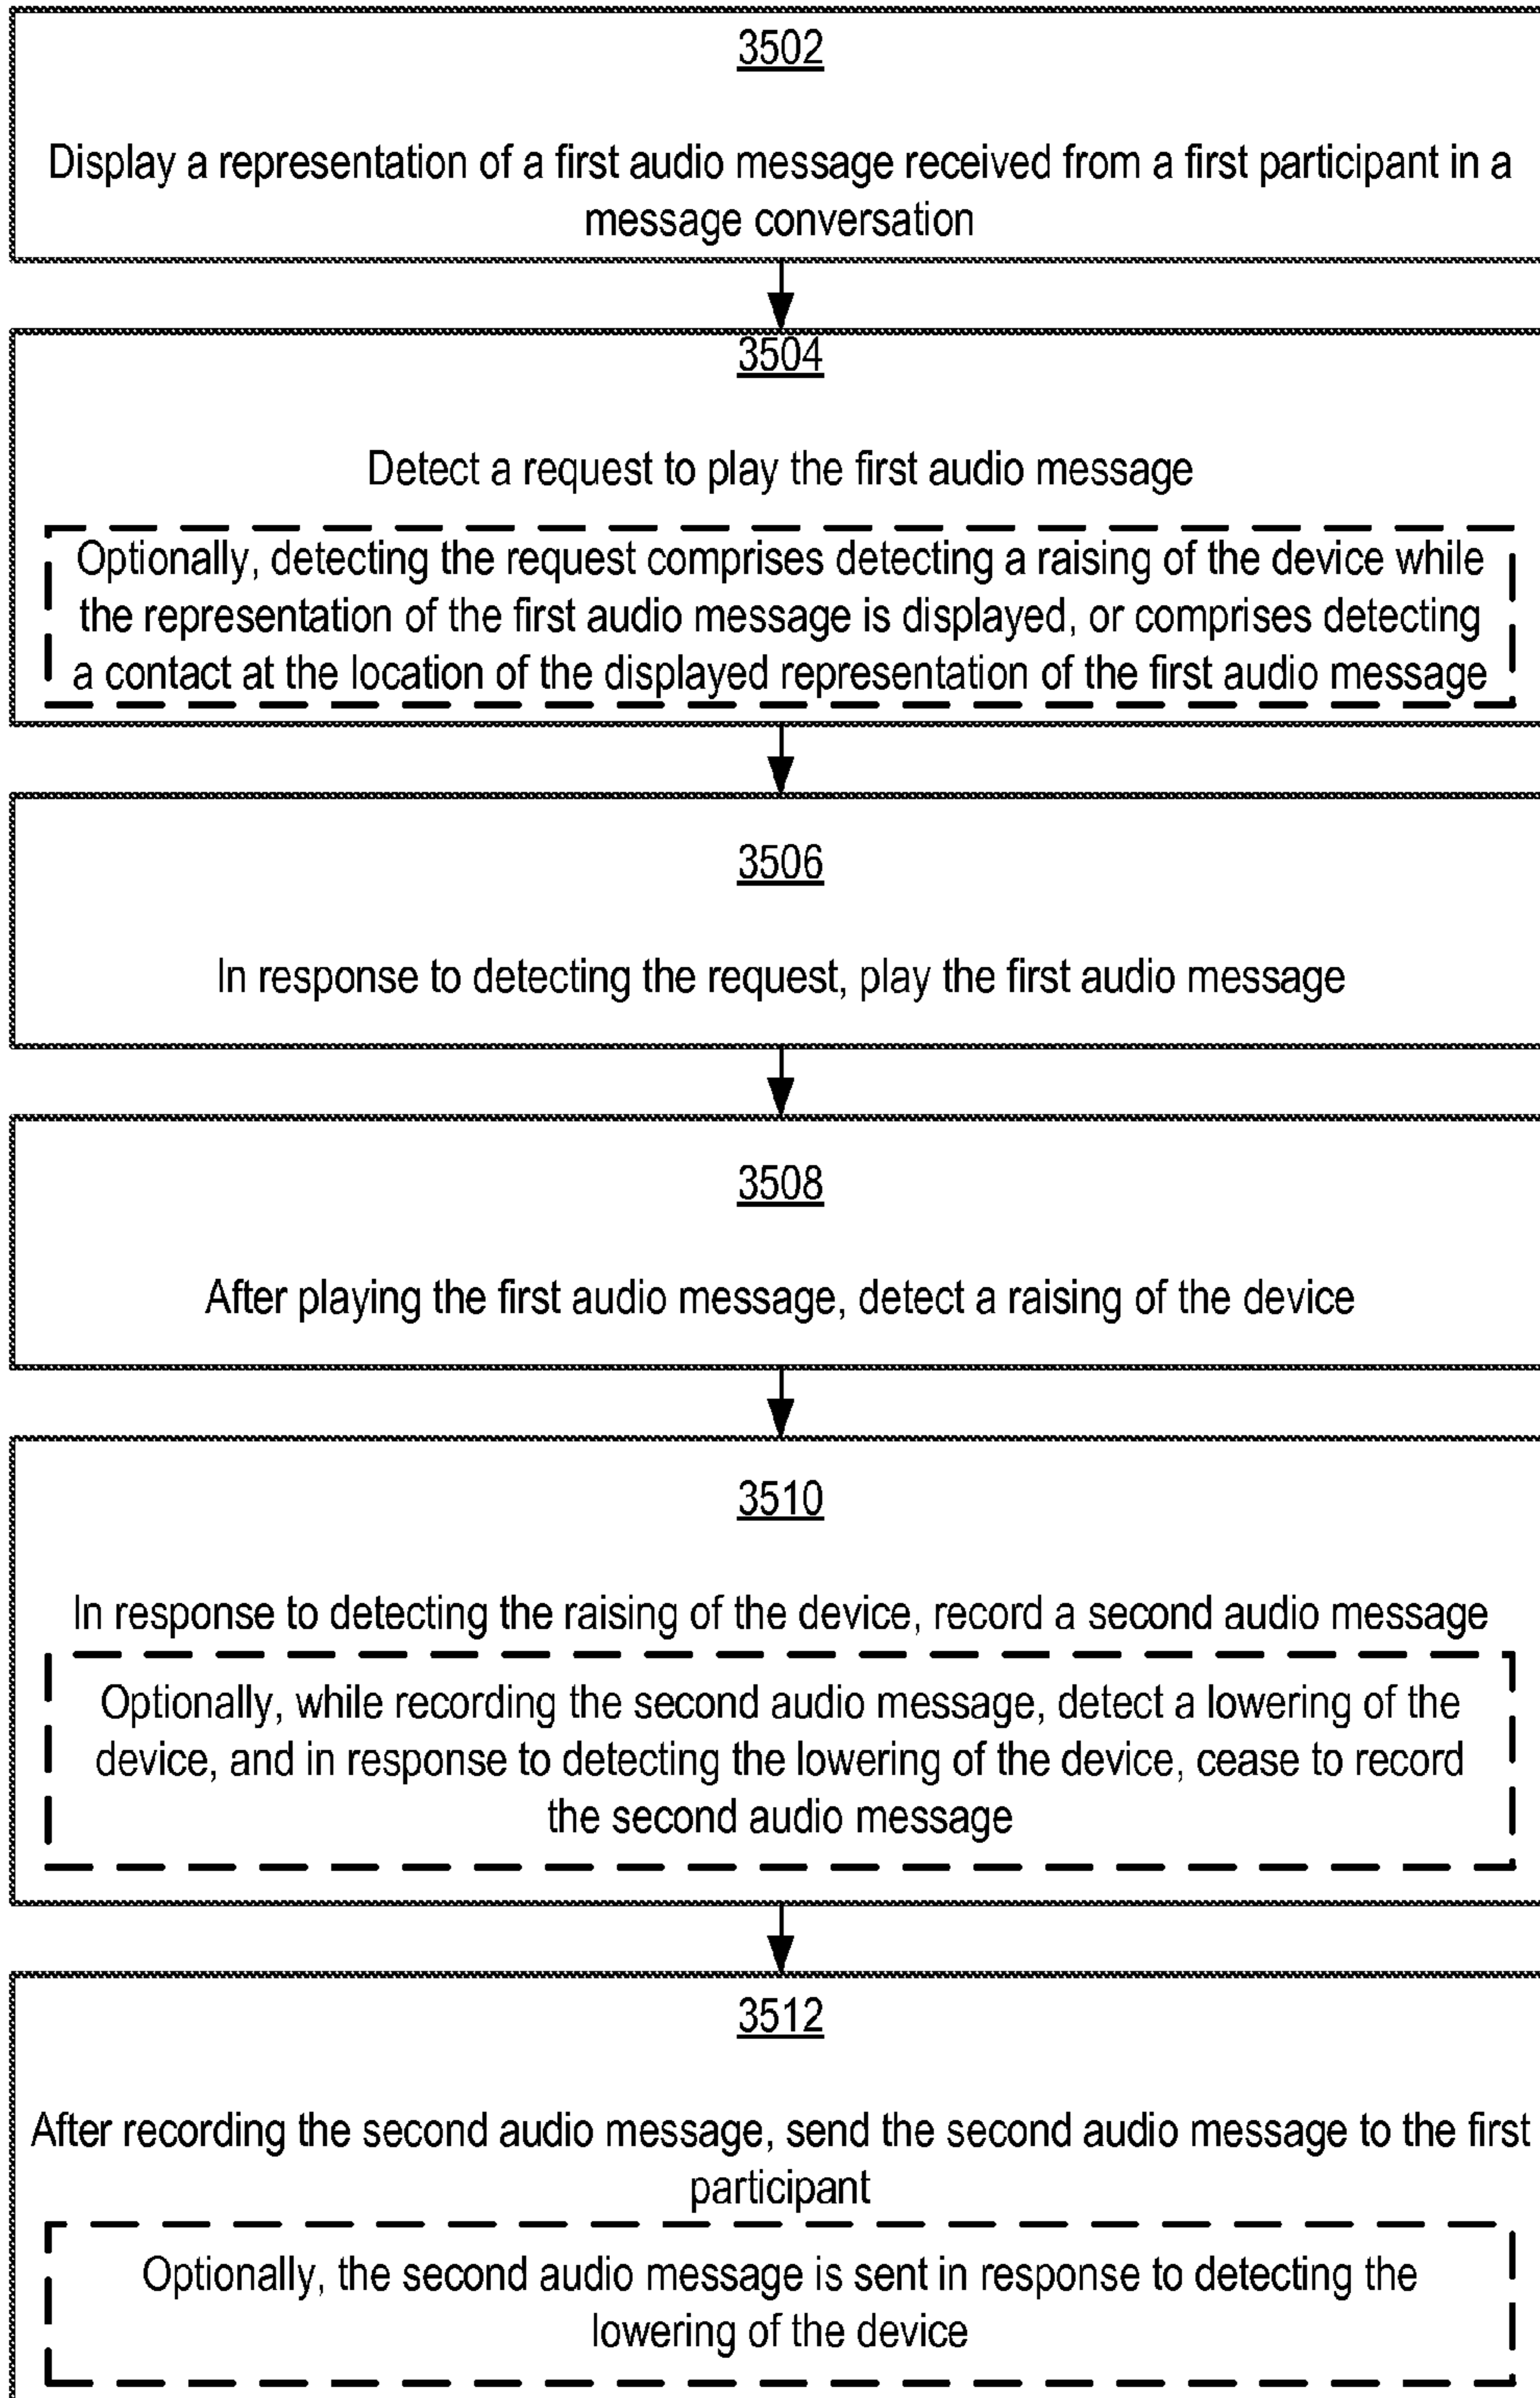 3502
Display a representation of a first audio message received from a first participant in a
message conversation
3504
Detect a request to play the first audio message
Optionally, detecting the request comprises detecting a raising of the device while
the representation of the first audio message is displayed, or comprises detecting
a contact at the location of the displayed representation of the first audio message
3506
In response to detecting the request, play the first audio message
3508
After playing the first audio message, detect a raising of the device
3510
In response to detecting the raising of the device, record a second audio message
Optionally, while recording the second audio message, detect a lowering of the
device, and in response to detecting the lowering of the device, cease to record
the second audio message
3512
After recording the second audio message, send the second audio message to the first
participant
Optionally, the second audio message is sent in response to detecting the
lowering of the device